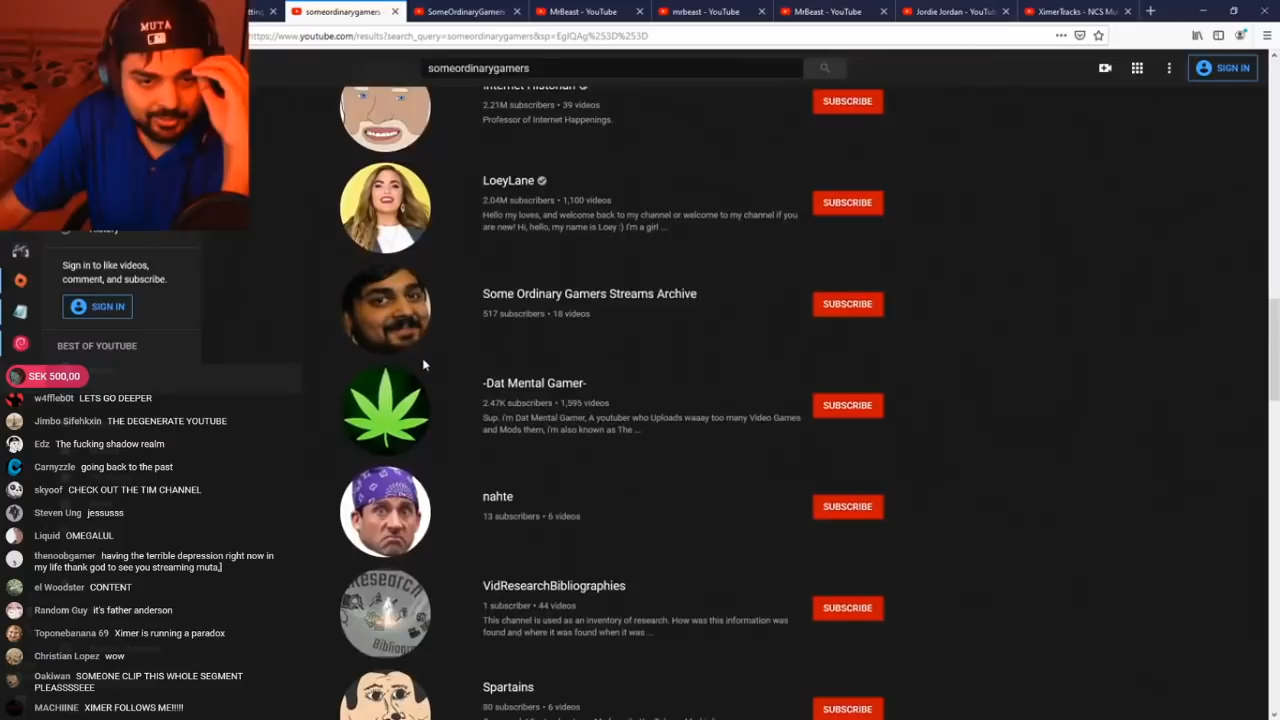 MUTA
someordinarygamers
SomeOrdinaryGamers
MrBeast - YouTube
mrbeast - YouTube
MrBeast - YouTube
Jordie Jordan - YouTu
XimerTracks - NCS Mu
https://www.youtube.com/results?search_query=someordinarygamers&sp=EgIQAg%253D%253D
someordinarygamers
SIGN IN
Internet Historian
2.21M subscribers • 39 videos
Professor of Internet Happenings.
SUBSCRIBE
LoeyLane
2.04M subscribers • 1,100 videos
Hello my loves, and welcome back to my channel or welcome to my channel if you
are new! Hi, hello, my name is Loey :) I'm a girl ...
SUBSCRIBE
Sign in to like videos,
comment, and subscribe.
SIGN IN
BEST OF YOUTUBE
Some Ordinary Gamers Streams Archive
517 subscribers • 18 videos
SUBSCRIBE
-Dat Mental Gamer-
2.47K subscribers • 1,595 videos
Sup. i'm Dat Mental Gamer, A youtuber who Uploads waaay too many Video Games
and Mods them, i'm also known as The ...
SUBSCRIBE
nahte
13 subscribers • 6 videos
SUBSCRIBE
VidResearchBibliographies
1 subscriber • 44 videos
This channel is used as an inventory of research. How was this information was
found and where it was found when it was ...
SUBSCRIBE
Spartains
80 subscribers • 6 videos
SUBSCRIBE
SEK 500,00
w4ffleb0t LETS GO DEEPER
Jimbo Sifehkxin THE DEGENERATE YOUTUBE
Edz The fucking shadow realm
Carnyzzle going back to the past
skyoof CHECK OUT THE TIM CHANNEL
Steven Ung jessusss
Liquid OMEGALUL
thenoobgamer having the terrible depression right now in
my life thank god to see you streaming muta,]
el Woodster CONTENT
Random Guy it's father anderson
Toponebanana 69 Ximer is running a paradox
Christian Lopez wow
Oakiwan SOMEONE CLIP THIS WHOLE SEGMENT
PLEASSSSEEE
MACHIINE XIMER FOLLOWS ME!!!!!